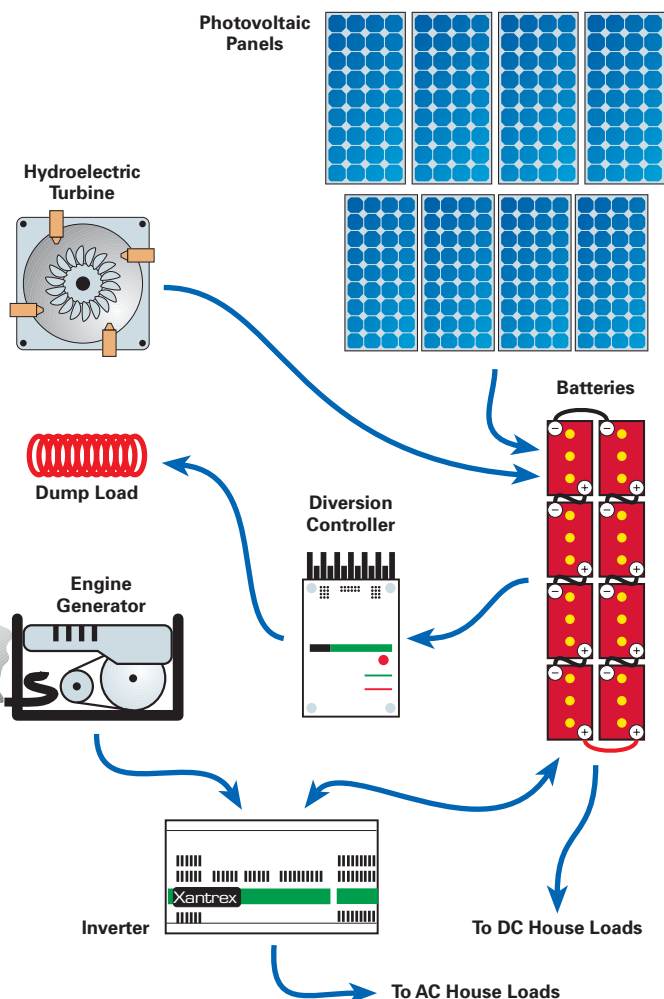 Photovoltaic
Panels
Hydroelectric
Turbine
Batteries
Dump Load
Diversion
Controller
Engine
Generator
Xantrex
Inverter
To DC House Loads
To AC House Loads